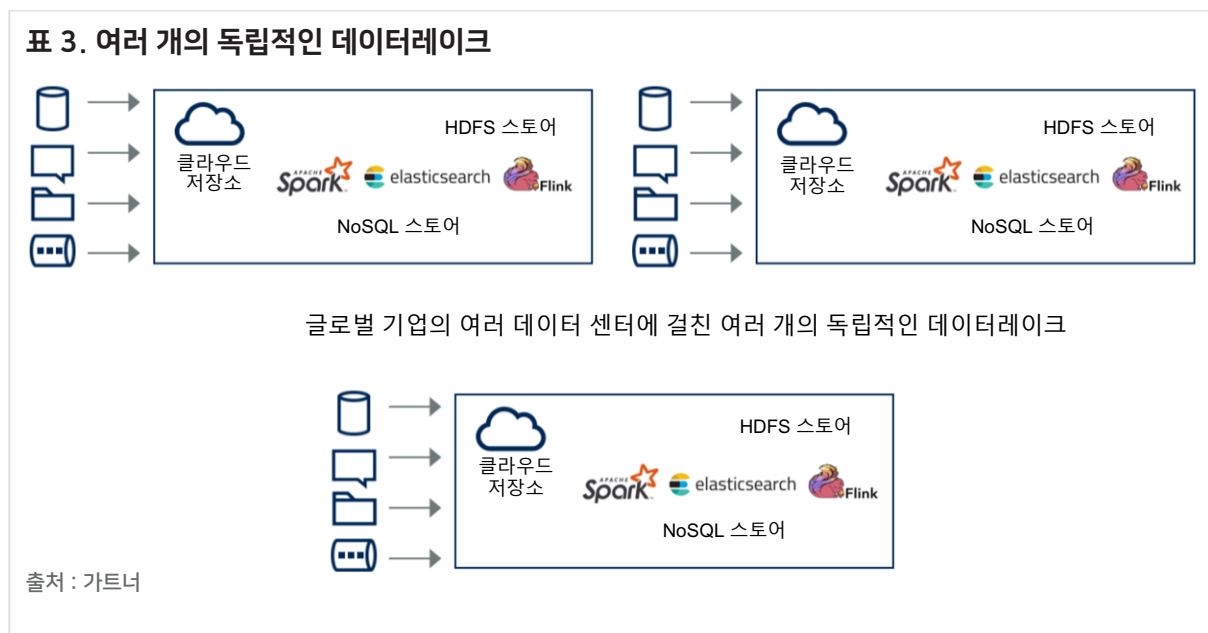 표 3. 여러 개의 독립적인 데이터레이크
HDFS 스토어
클라우드
저장소
APACHE
Spark™
elasticsearch
Flink
NoSQL 스토어
HDFS 스토어
클라우드
저장소
APACHE
Spark™
elasticsearch
Flink
NoSQL 스토어
글로벌 기업의 여러 데이터 센터에 걸친 여러 개의 독립적인 데이터레이크
HDFS 스토어
클라우드
저장소
APACHE
Spark™
elasticsearch
Flink
NoSQL 스토어
출처 : 가트너